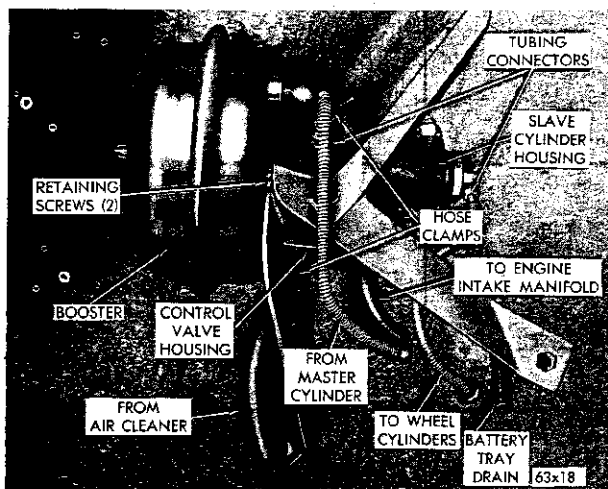 TUBING
CONNECTORS
SLAVE
CYLINDER
HOUSING
RETAINING
SCREWS (2)
HOSE
CLAMPS
TO ENGINE
INTAKE MANIFOLD
BOOSTER
CONTROL
VALVE
HOUSING
FROM
MASTER
CYLINDER
FROM
AIR CLEANER
TO WHEEL
CYLINDERS
BATTERY
TRAY
DRAIN
63x18